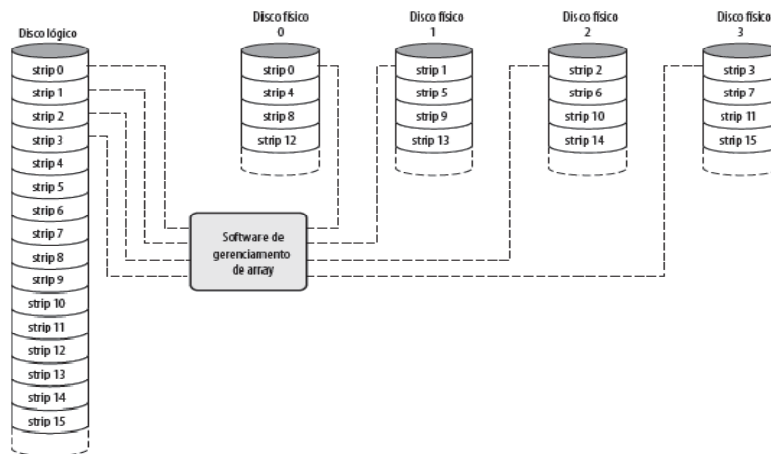 Disco lógico
strip 0
strip 1
strip 2
strip 3
strip 4
strip 5
strip 6
strip 7
strip 8
strip 9
strip 10
strip 11
strip 12
strip 13
strip 14
strip 15
Disco físico
0
strip 0
strip 4
strip 8
strip 12
Disco físico
1
strip 1
strip 5
strip 9
strip 13
Disco físico
2
strip 2
strip 6
strip 10
strip 14
Disco físico
3
strip 3
strip 7
strip 11
strip 15
Software de
gerenciamento
de array